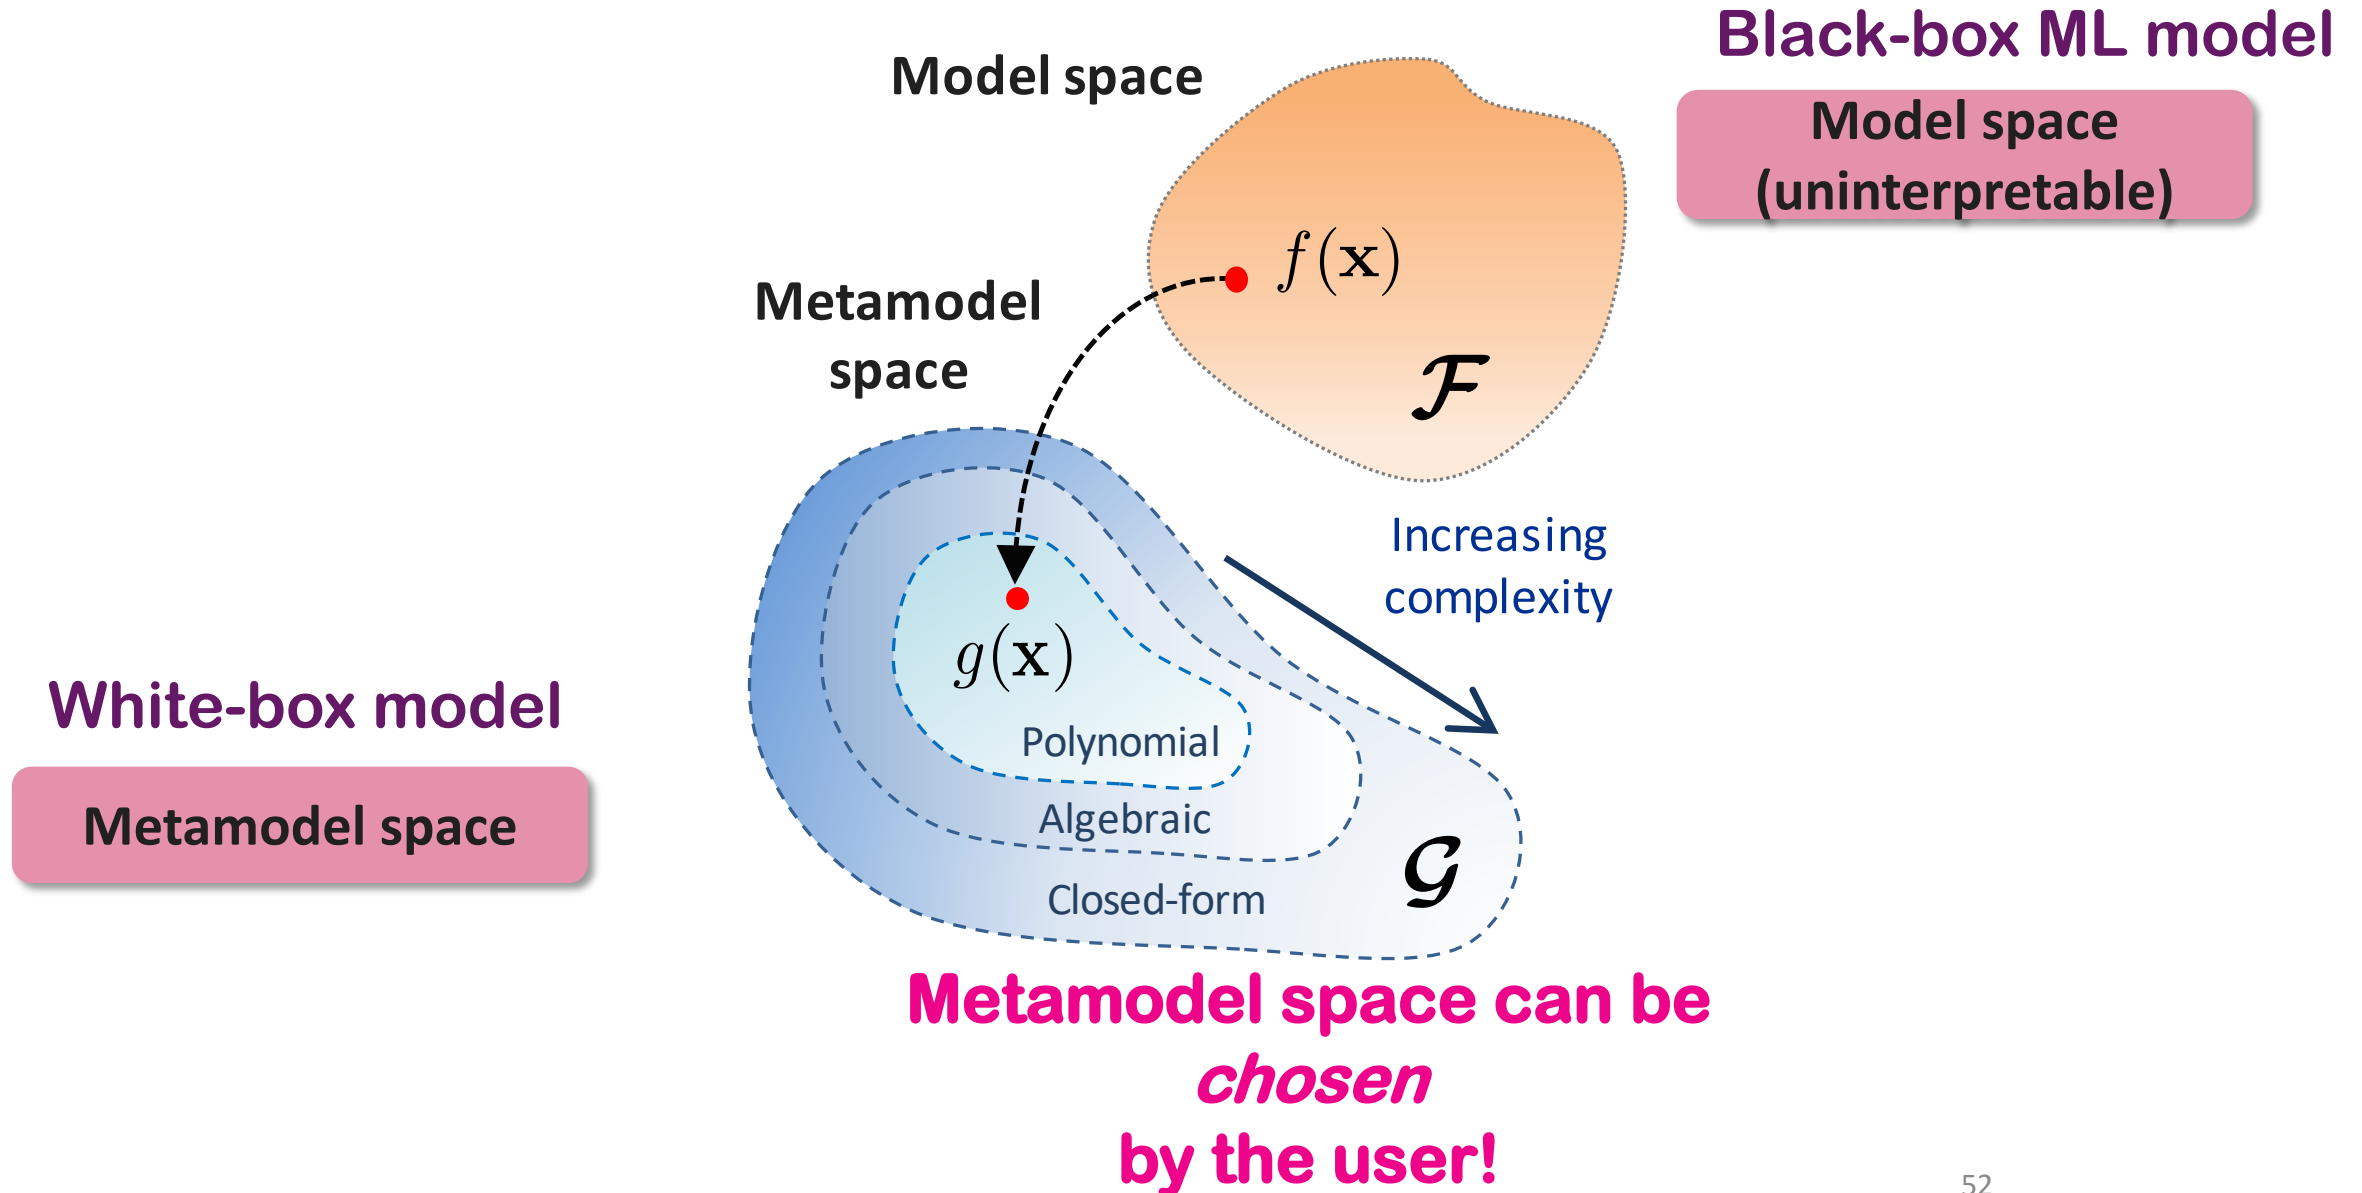 Black-box ML model
Model space
Model space
(uninterpretable)
f(x)
Metamodel
space
F
Increasing
complexity
g(x)
White-box model
Polynomial
Metamodel space
Algebraic
G
Closed-form
Metamodel space can be
chosen
by the user!
52